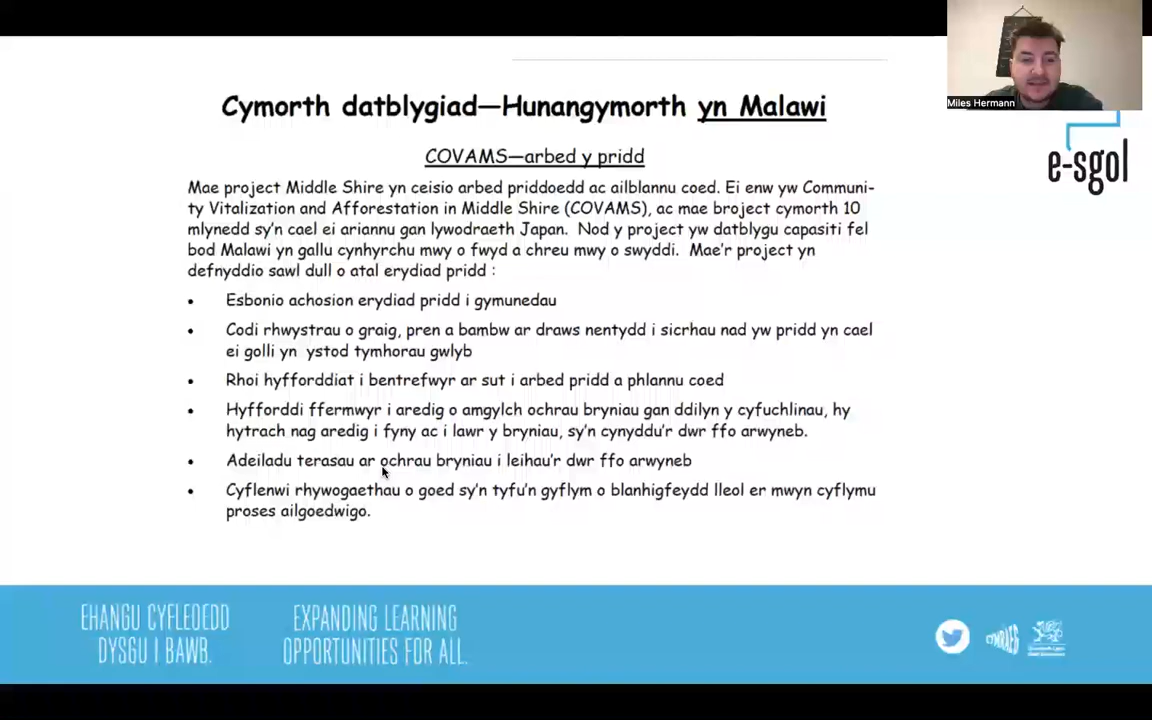 Miles Hermann
e-sgol
Cymorth datblygiad—Hunangymorth yn Malawi
COVAMS—arbed y pridd
Mae project Middle Shire yn ceisio arbed priddoedd ac ailblannu coed. Ei enw yw Communi-
ty Vitalization and Afforestation in Middle Shire (COVAMS), ac mae broject cymorth 10
mlynedd sy'n cael ei ariannu gan lywodraeth Japan. Nod y project yw datblygu capasiti fel
bod Malawi yn gallu cynhyrchu mwy o fwyd a chreu mwy o swyddi. Mae'r project yn
defnyddio sawl dull o atal erydiad pridd :
• Esbonio achosion erydiad pridd i gymunedau
• Codi rhwystrau o graig, pren a bambw ar draws nentydd i sicrhau nad yw pridd yn cael
ei golli yn ystod tymhorau gwlyb
• Rhoi hyfforddiat i bentrefwyr ar sut i arbed pridd a phlannu coed
• Hyfforddi ffermwyr i aredig o amgylch ochrau bryniau gan ddilyn y cyfuchlinau, hy
hytrach nag aredig i fyny ac i lawr y bryniau, sy'n cynyddu'r dwr ffo arwyneb.
• Adeiladu terasau ar ochrau bryniau i leihau'r dwr ffo arwyneb
• Cyflenwi rhywogaethau o goed sy'n tyfu'n gyflym o blanhigfeydd lleol er mwyn cyflymu
proses ailgoedwigo.
EHANGU CYFLEDEDD
DYSGU I BAWB.
EXPANDING LEARNING
OPPORTUNITIES FOR ALL.
CYMRAEG